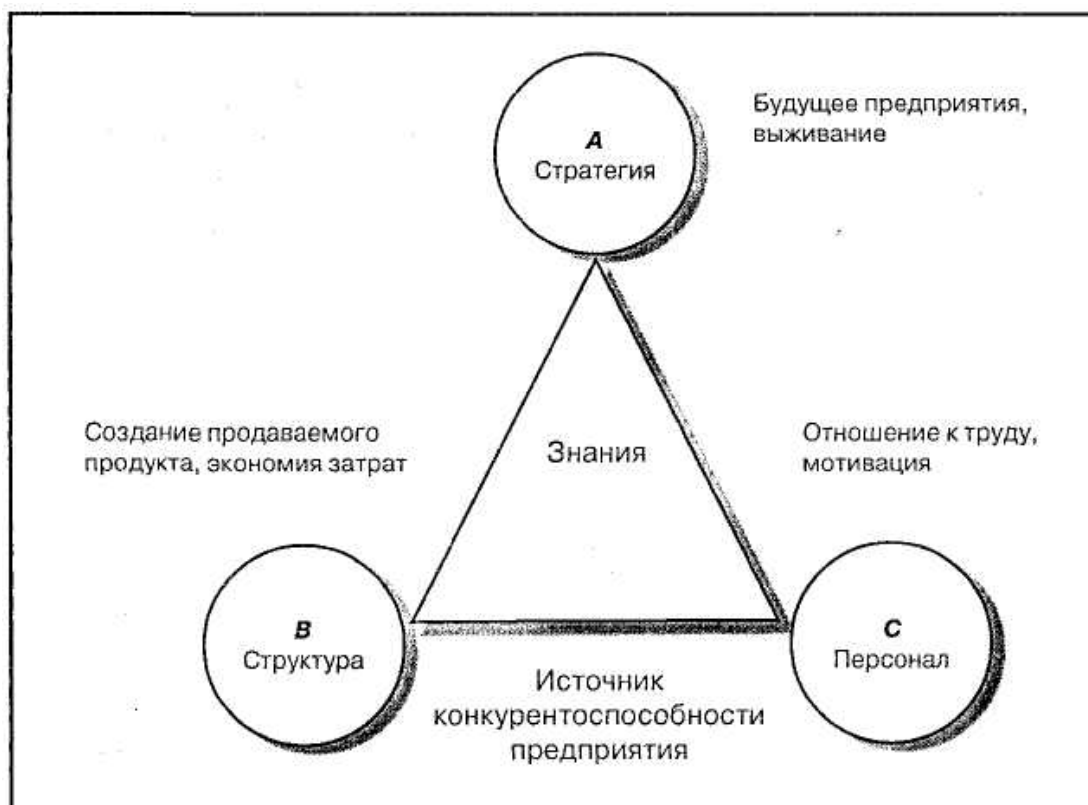 A
Стратегия
Будущее предприятия,
выживание
Создание продаваемого
продукта, экономия затрат
Знания
Отношение к труду,
мотивация
B
Структура
C
Персонал
Источник
конкурентоспособности
предприятия